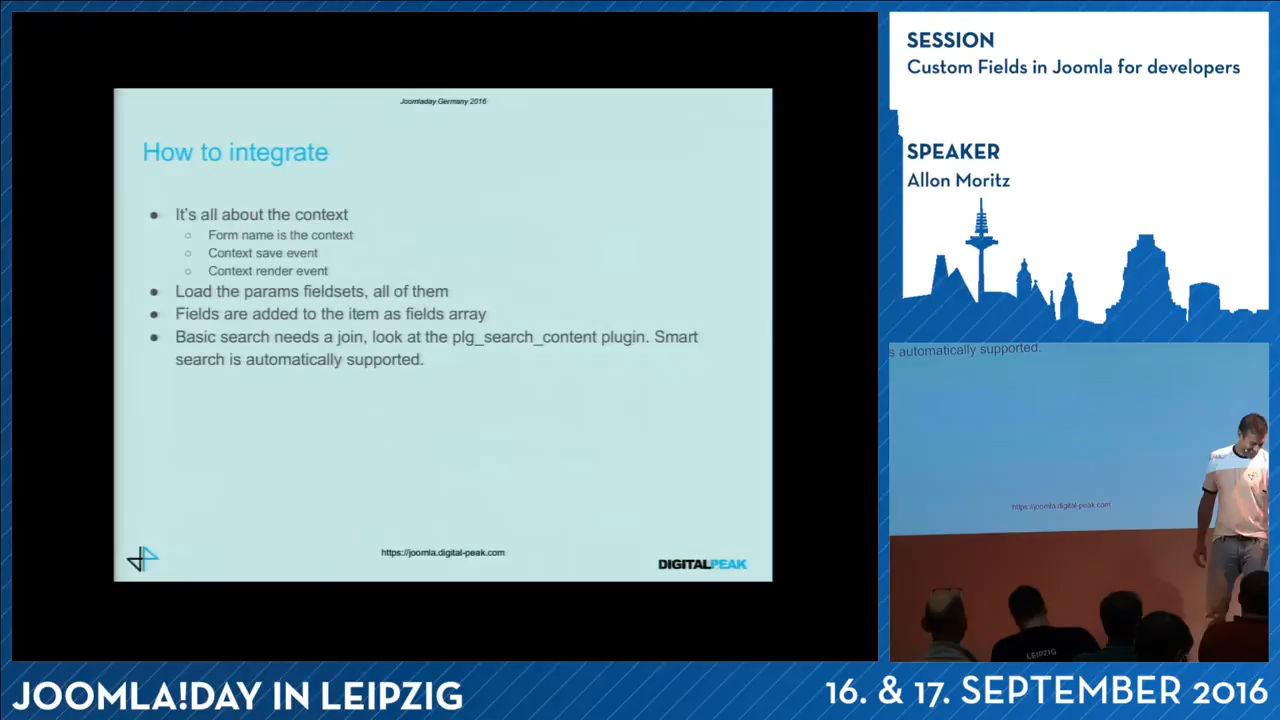 Joomladay Germany 2016
How to integrate
● It's all about the context
○ Form name is the context
○ Context save event
○ Context render event
● Load the params fieldsets, all of them
● Fields are added to the item as fields array
● Basic search needs a join, look at the plg_search_content plugin. Smart
search is automatically supported.
https://joomla.digital-peak.com
DIGITALPEAK
SESSION
Custom Fields in Joomla for developers
SPEAKER
Allon Moritz
s automatically supported.
https://joomla.digital-peak.com
LEIPZIG
JOOMLA!DAY IN LEIPZIG
16. & 17. SEPTEMBER 2016